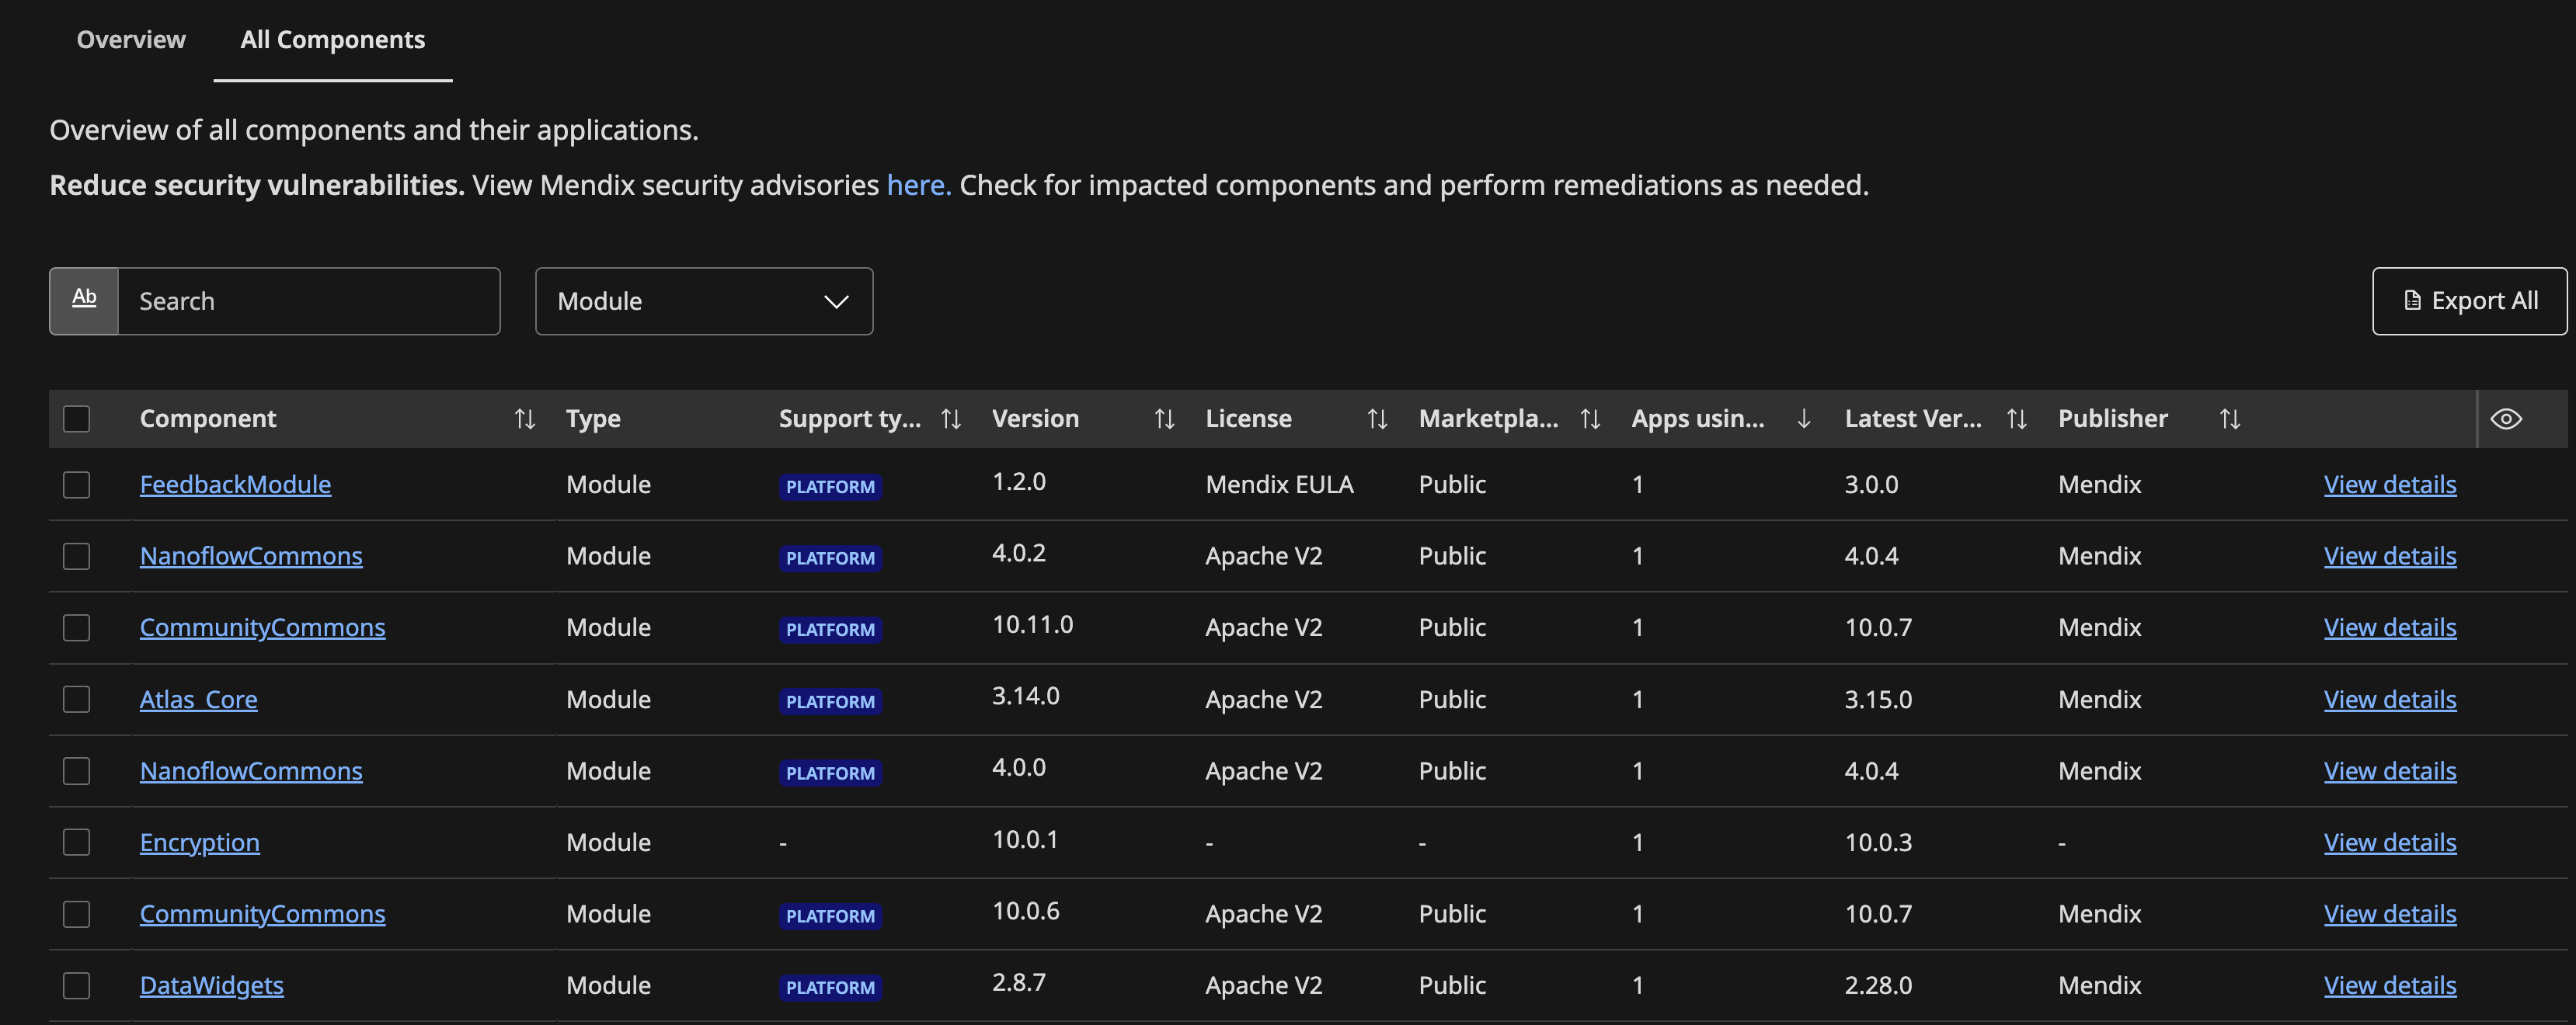 Overview All Components
Overview of all components and their applications.
Reduce security vulnerabilities. View Mendix security advisories here. Check for impacted components and perform remediations as needed.
Ab Search Module Export All
Component Type Support ty... Version License Marketpla... Apps usin... Latest Ver... Publisher
FeedbackModule Module PLATFORM 1.2.0 Mendix EULA Public 1 3.0.0 Mendix View details
NanoflowCommons Module PLATFORM 4.0.2 Apache V2 Public 1 4.0.4 Mendix View details
CommunityCommons Module PLATFORM 10.11.0 Apache V2 Public 1 10.0.7 Mendix View details
Atlas_Core Module PLATFORM 3.14.0 Apache V2 Public 1 3.15.0 Mendix View details
NanoflowCommons Module PLATFORM 4.0.0 Apache V2 Public 1 4.0.4 Mendix View details
Encryption Module - 10.0.1 - - 1 10.0.3 - View details
CommunityCommons Module PLATFORM 10.0.6 Apache V2 Public 1 10.0.7 Mendix View details
DataWidgets Module PLATFORM 2.8.7 Apache V2 Public 1 2.28.0 Mendix View details